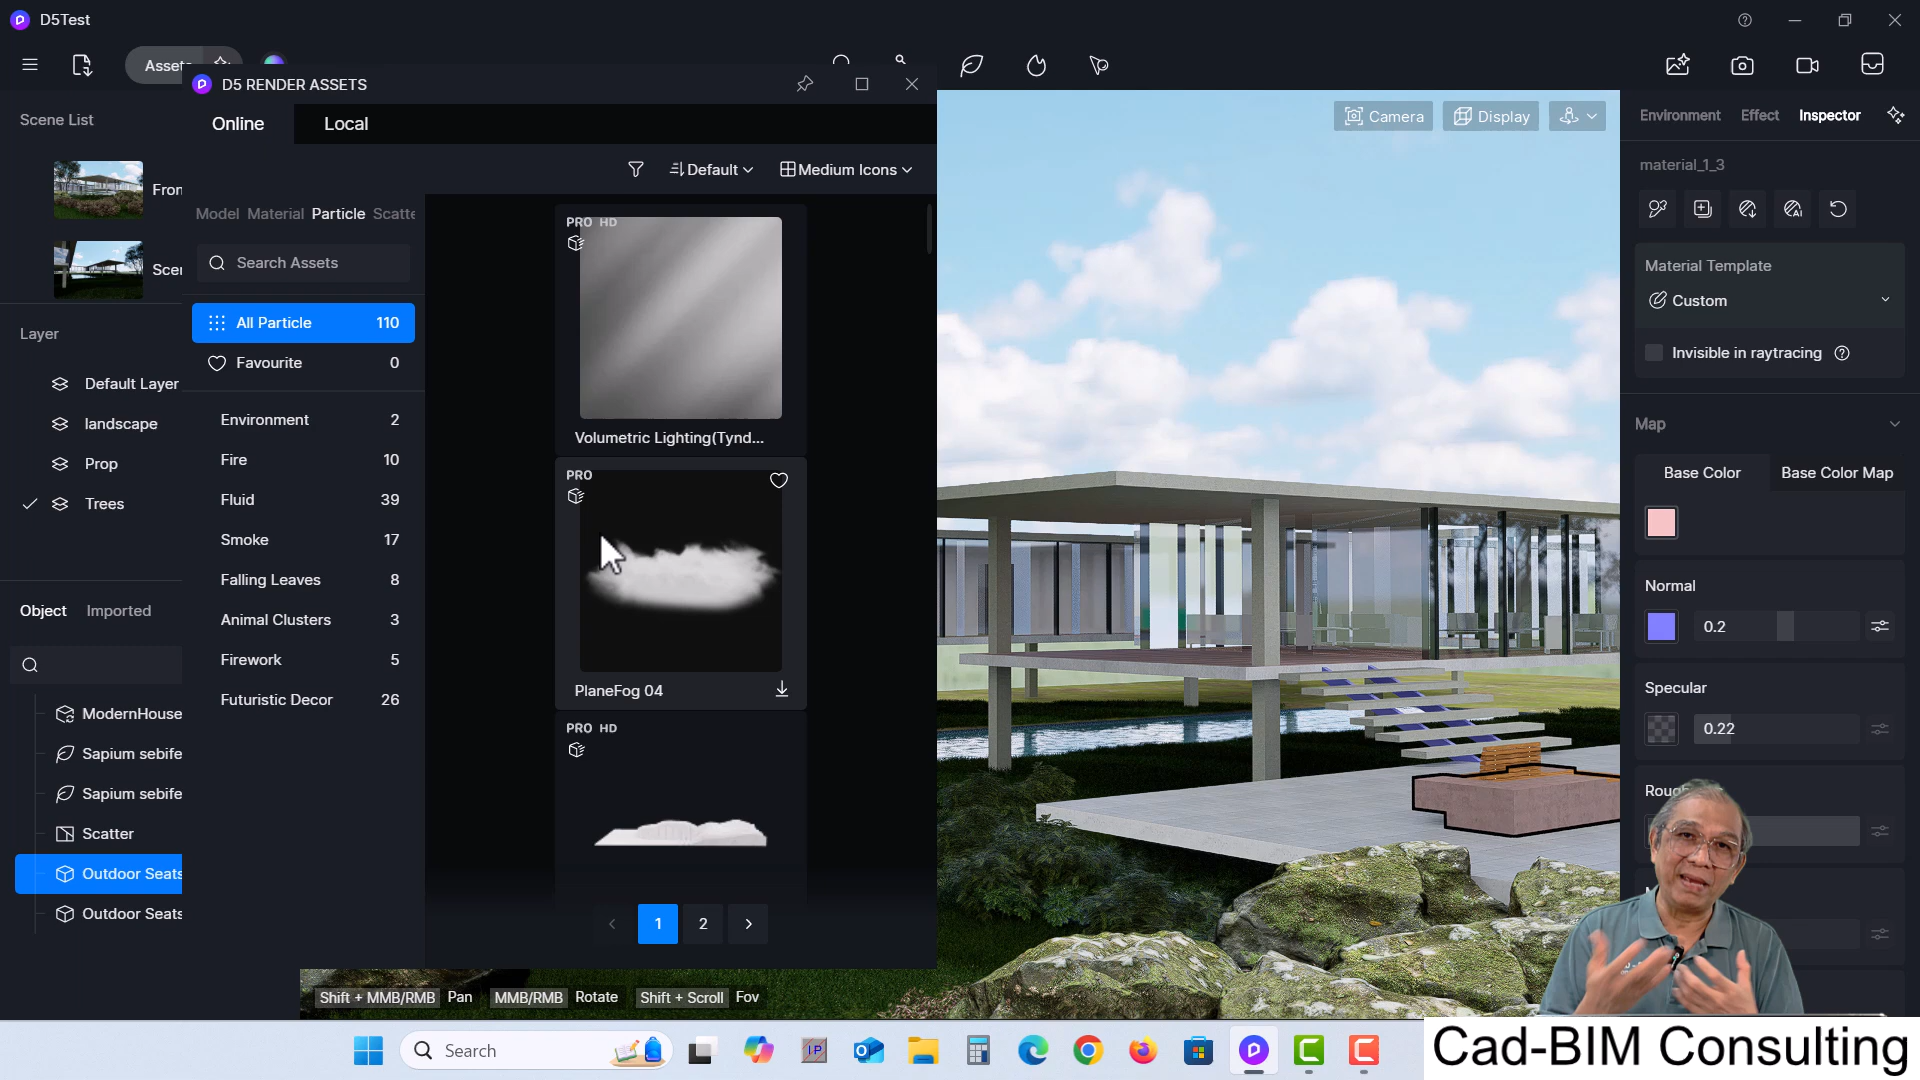 D5Test
Assets
D5 RENDER ASSETS
Online
Local
Default
Medium Icons
Model Material Particle
Search Assets
All Particle 110
Favourite 0
Environment 2
Fire 10
Fluid 39
Smoke 17
Falling Leaves 8
Animal Clusters 3
Firework 5
Futuristic Decor 26
PRO HD
Volumetric Lighting(Tynd...
PRO
PlaneFog 04
PRO HD
1
2
Scene List
Layer
Default Layer
landscape
Prop
Trees
Object
Imported
ModernHouse
Sapium sebife
Sapium sebife
Scatter
Outdoor Seats
Outdoor Seats
Camera
Display
Shift + MMB/RMB Pan MMB/RMB Rotate Shift + Scroll Fov
Environment
Effect
Inspector
material_1_3
AI
Material Template
Custom
Invisible in raytracing
Map
Base Color
Base Color Map
Normal
0.2
Specular
0.22
Search
IP
Cad-BIM Consulting